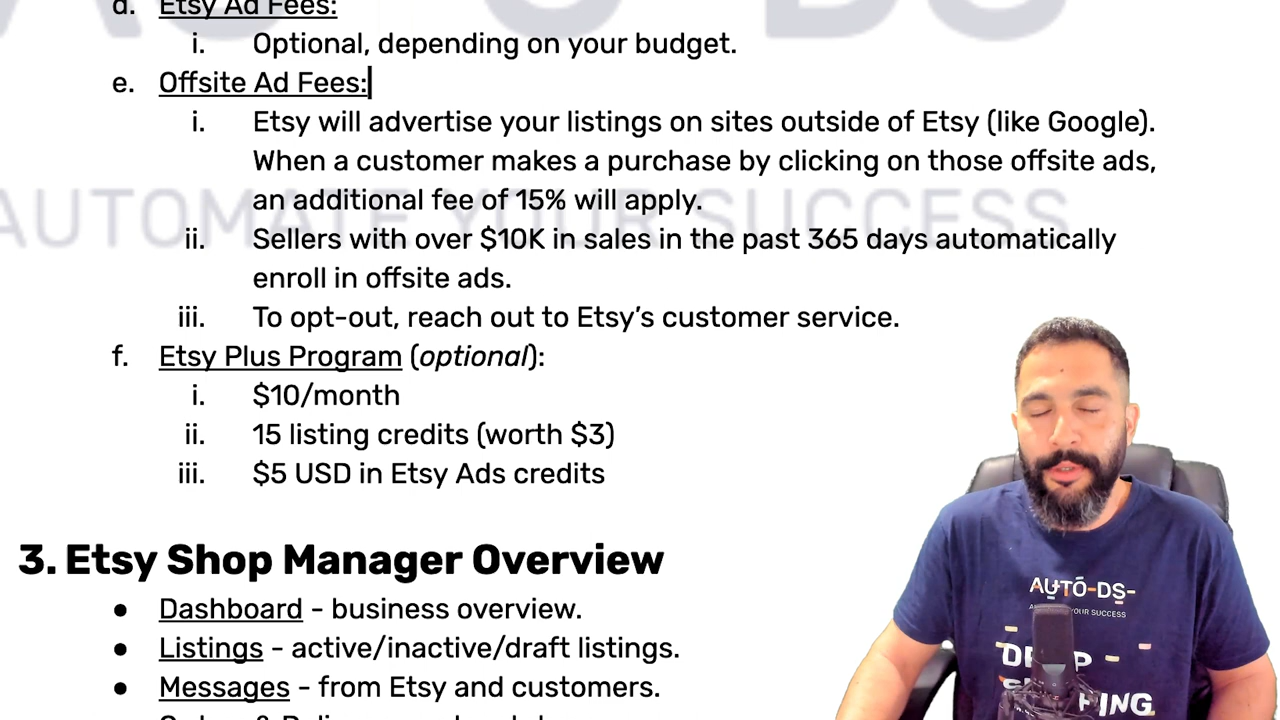 d. Etsy Ad Fees:
i. Optional, depending on your budget.
e. Offsite Ad Fees:
i. Etsy will advertise your listings on sites outside of Etsy (like Google).
When a customer makes a purchase by clicking on those offsite ads,
an additional fee of 15% will apply.
AUTOMATE YOUR SUCCESS
ii. Sellers with over $10K in sales in the past 365 days automatically
enroll in offsite ads.
iii. To opt-out, reach out to Etsy’s customer service.
f. Etsy Plus Program (optional):
i. $10/month
ii. 15 listing credits (worth $3)
iii. $5 USD in Etsy Ads credits
3. Etsy Shop Manager Overview
● Dashboard - business overview.
● Listings - active/inactive/draft listings.
● Messages - from Etsy and customers.
AUTO-DS-
YOUR SUCCESS